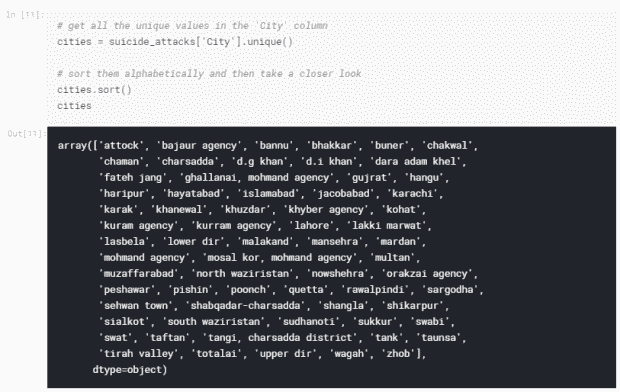 In [11]:
# get all the unique values in the 'City' column
cities = suicide_attacks['City'].unique()
# sort them alphabetically and then take a closer look
cities.sort()
cities
Out[11]:
array(['attock', 'bajaur agency', 'bannu', 'bhakkar', 'buner', 'chakwal',
'chaman', 'charsadda', 'd.g khan', 'd.i khan', 'dara adam khel',
'fateh jang', 'ghallanai, mohmand agency', 'gujrat', 'hangu',
'haripur', 'hayatabad', 'islamabad', 'jacobabad', 'karachi',
'karak', 'khanewal', 'khuzdar', 'khyber agency', 'kohat',
'kuram agency', 'kurram agency', 'lahore', 'lakki marwat',
'lasbela', 'lower dir', 'malakand', 'mansehra', 'mardan',
'mohmand agency', 'mosal kor, mohmand agency', 'multan',
'muzaffarabad', 'north waziristan', 'nowshehra', 'orakzai agency',
'peshawar', 'pishin', 'poonch', 'quetta', 'rawalpindi', 'sargodha',
'sehwan town', 'shabqadar-charsadda', 'shangla', 'shikarpur',
'sialkot', 'south waziristan', 'sudhanoti', 'sukkur', 'swabi',
'swat', 'taftan', 'tangi, charsadda district', 'tank', 'taunsa',
'tirah valley', 'totalai', 'upper dir', 'wagah', 'zhob'],
dtype=object)